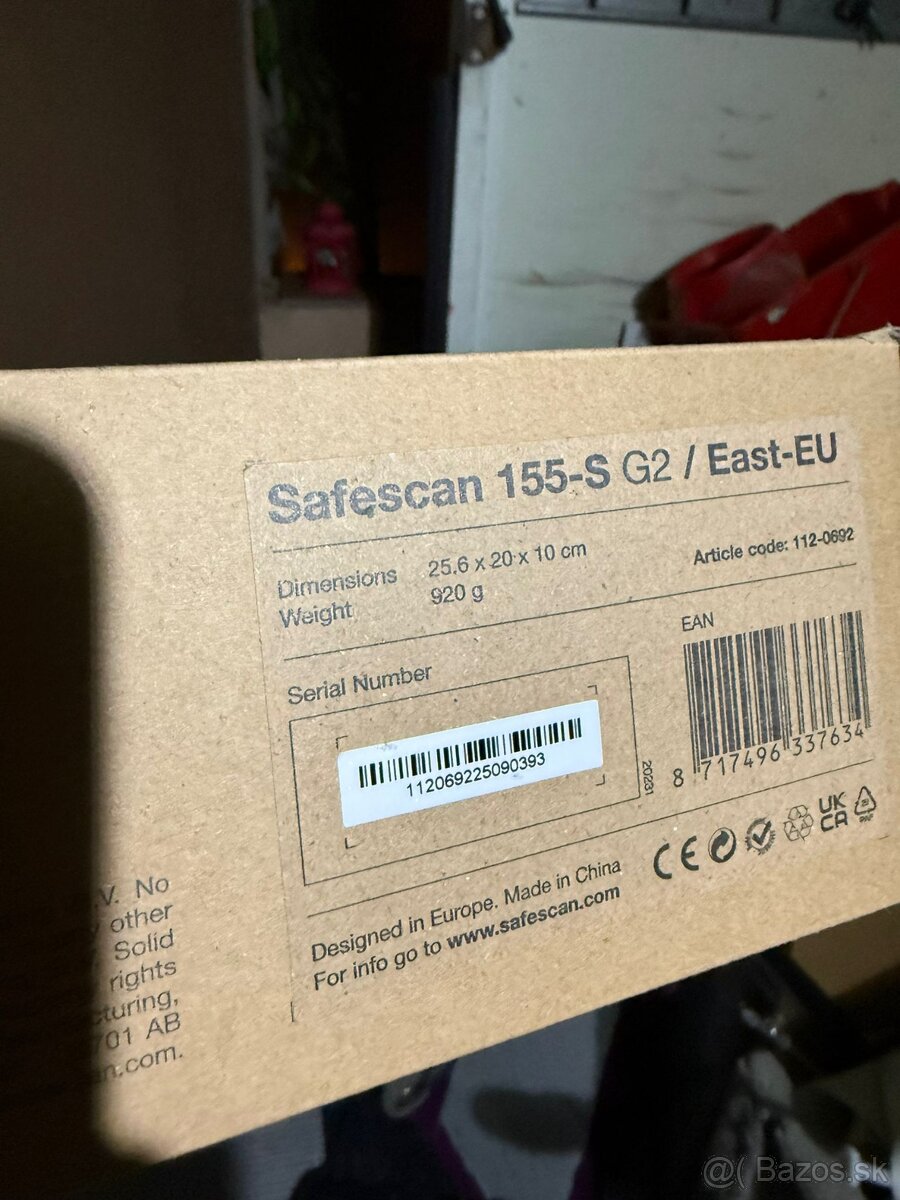 Safescan 155-S G2 / East-EU
Dimensions 25.6 x 20 x 10 cm
Weight 920 g
Article code: 112-0692
Serial Number
112069225090393
20231
EAN
8 717496 337634
CE
UK
CA
PAP
Designed in Europe. Made in China
For info go to www.safescan.com
.V. No
other
Solid
rights
cturing,
701 AB
n.com.
@( Bazos.sk